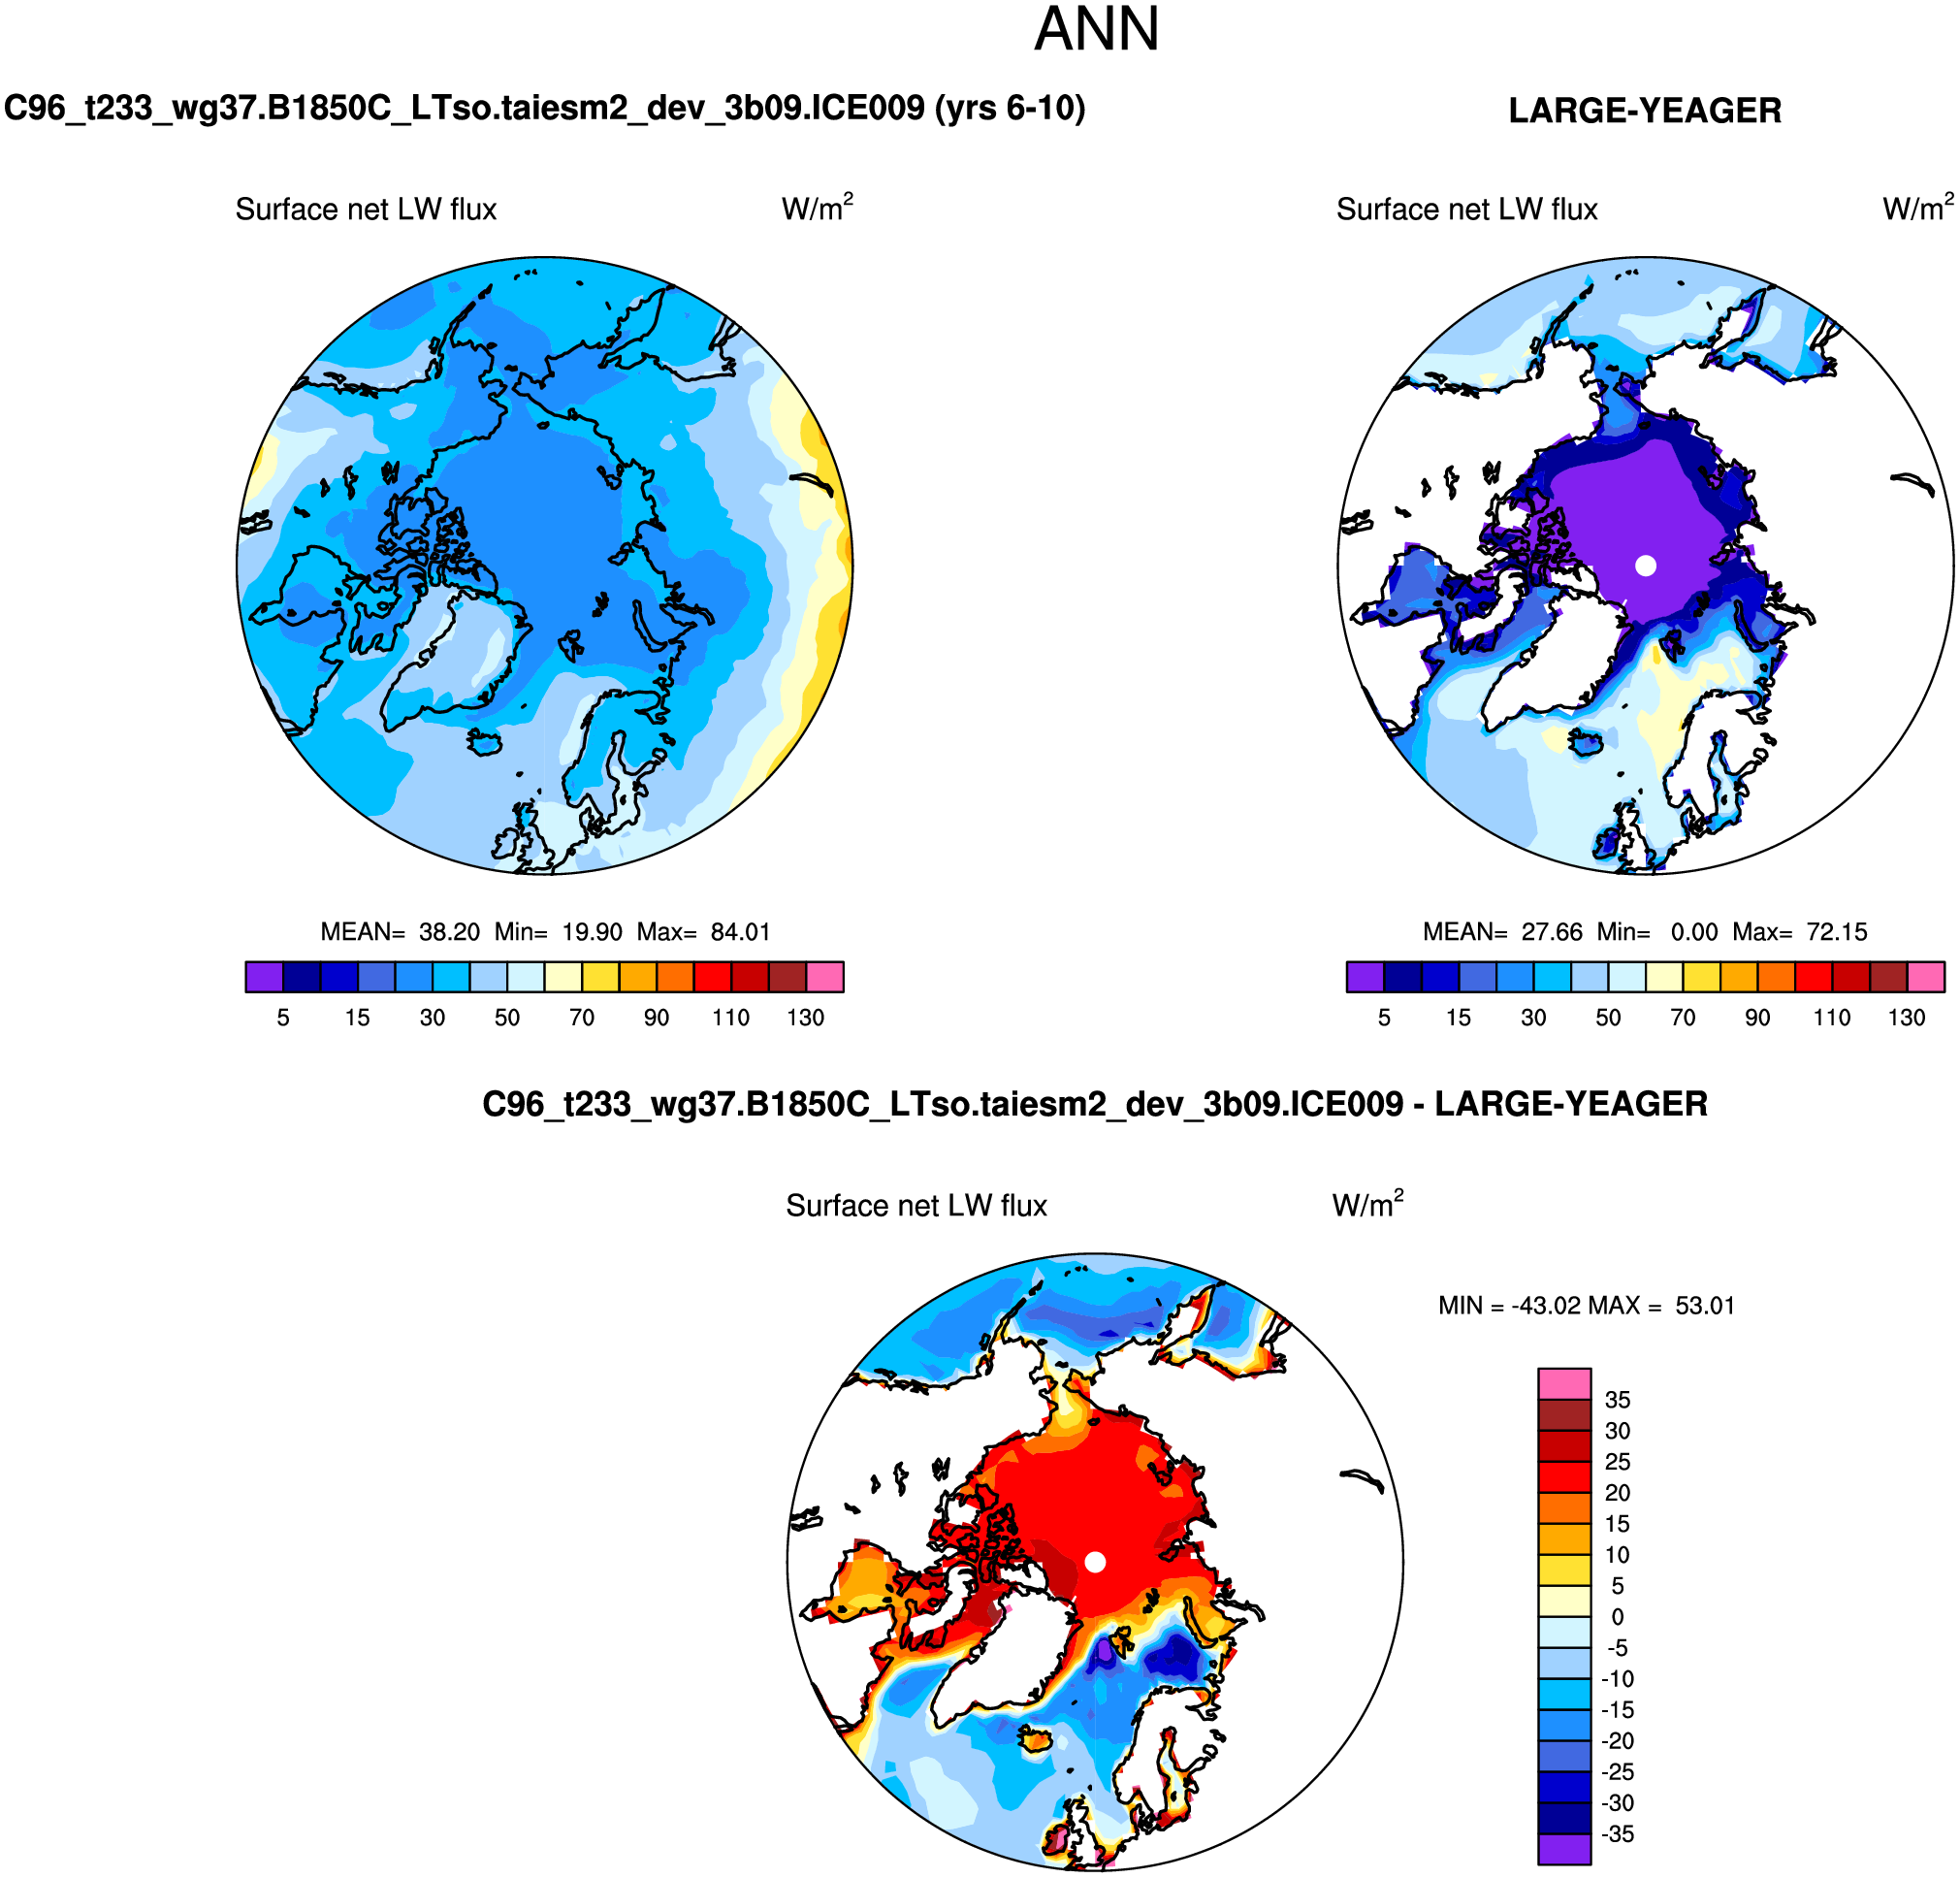 ANN
C96_t233_wg37.B1850C_LTso.taiesm2_dev_3b09.ICE009 (yrs 6-10)
LARGE-YEAGER
Surface net LW flux W/m²
Surface net LW flux W/m²
MEAN= 38.20 Min= 19.90 Max= 84.01
MEAN= 27.66 Min= 0.00 Max= 72.15
5 15 30 50 70 90 110 130
5 15 30 50 70 90 110 130
C96_t233_wg37.B1850C_LTso.taiesm2_dev_3b09.ICE009 - LARGE-YEAGER
Surface net LW flux W/m²
MIN = -43.02 MAX = 53.01
35
30
25
20
15
10
5
0
-5
-10
-15
-20
-25
-30
-35